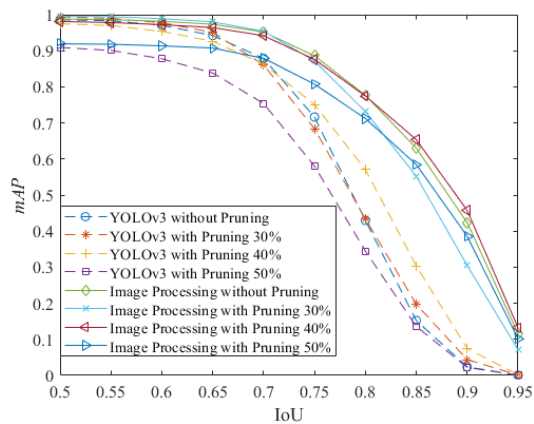 1
0.9
0.8
0.7
0.6
0.5
0.4
0.3
0.2
0.1
0
mAP
YOLOv3 without Pruning
YOLOv3 with Pruning 30%
YOLOv3 with Pruning 40%
YOLOv3 with Pruning 50%
Image Processing without Pruning
Image Processing with Pruning 30%
Image Processing with Pruning 40%
Image Processing with Pruning 50%
0.5 0.55 0.6 0.65 0.7 0.75 0.8 0.85 0.9 0.95
IoU